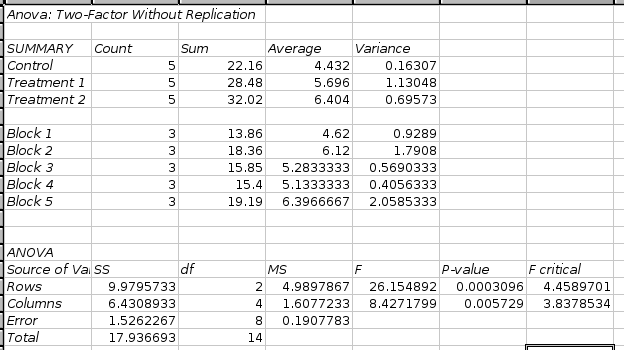 Anova: Two-Factor Without Replication
SUMMARY Count Sum Average Variance
Control 5 22.16 4.432 0.16307
Treatment 1 5 28.48 5.696 1.13048
Treatment 2 5 32.02 6.404 0.69573
Block 1 3 13.86 4.62 0.9289
Block 2 3 18.36 6.12 1.7908
Block 3 3 15.85 5.2833333 0.5690333
Block 4 3 15.4 5.1333333 0.4056333
Block 5 3 19.19 6.3966667 2.0585333
ANOVA
Source of Va SS df MS F P-value F critical
Rows 9.9795733 2 4.9897867 26.154892 0.0003096 4.4589701
Columns 6.4308933 4 1.6077233 8.4271799 0.005729 3.8378534
Error 1.5262267 8 0.1907783
Total 17.936693 14